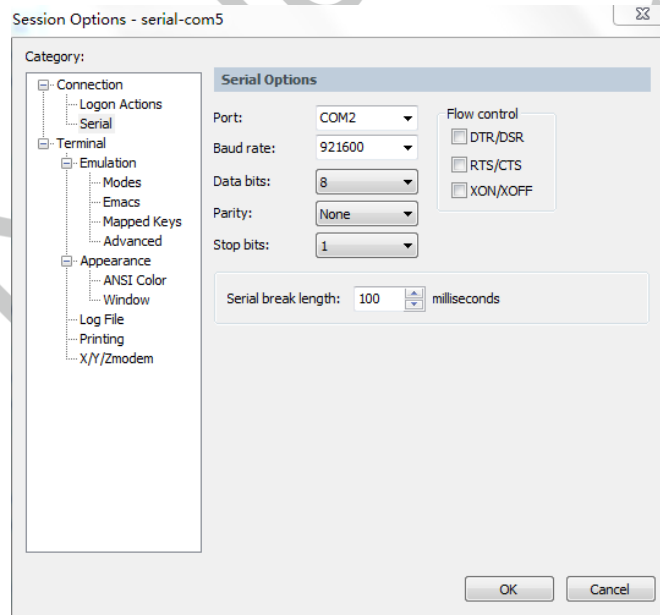 Session Options - serial-com5
Category:
Connection
Logon Actions
Serial
Terminal
Emulation
Modes
Emacs
Mapped Keys
Advanced
Appearance
ANSI Color
Window
Log File
Printing
X/Y/Zmodem
Serial Options
Port: COM2
Baud rate: 921600
Data bits: 8
Parity: None
Stop bits: 1
Flow control
DTR/DSR
RTS/CTS
XON/XOFF
Serial break length: 100 milliseconds
OK Cancel